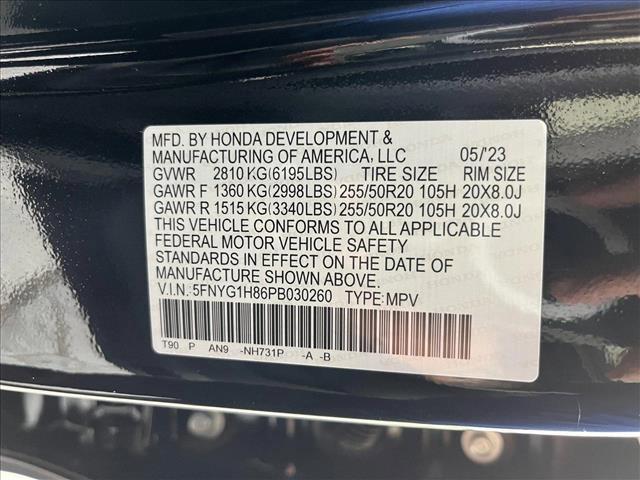 MFD. BY HONDA DEVELOPMENT &
MANUFACTURING OF AMERICA, LLC 05/'23
GVWR 2810 KG(6195LBS) TIRE SIZE RIM SIZE
GAWR F 1360 KG(2998LBS) 255/50R20 105H 20X8.0J
GAWR R 1515 KG(3340LBS) 255/50R20 105H 20X8.0J
THIS VEHICLE CONFORMS TO ALL APPLICABLE
FEDERAL MOTOR VEHICLE SAFETY
STANDARDS IN EFFECT ON THE DATE OF
MANUFACTURE SHOWN ABOVE.
V.I.N.:5FNYG1H86PB030260 TYPE:MPV
T90 P AN9 -NH731P -A -B